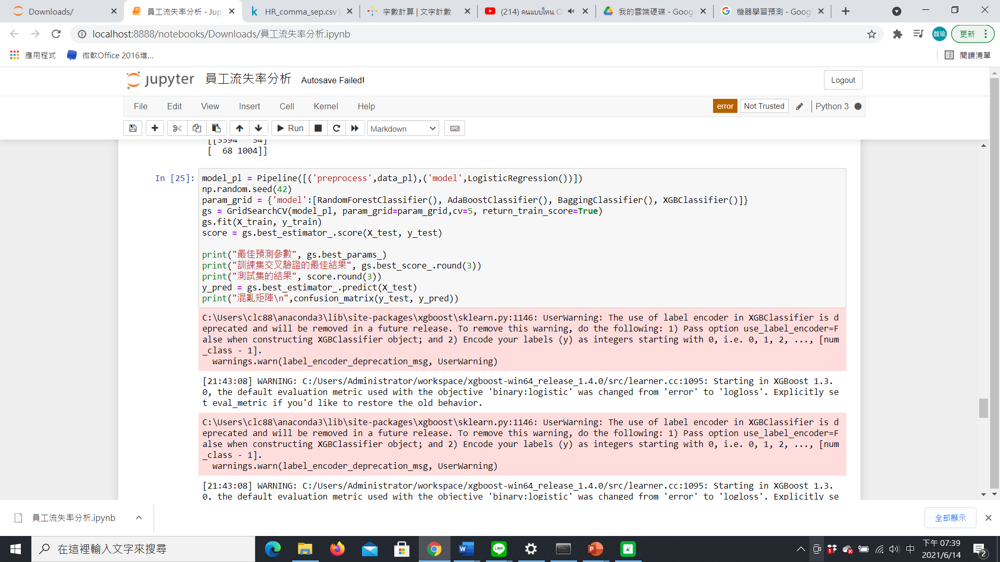 Downloads/
員工流失率分析 - Jup
HR_comma_sep.csv
字數計算 | 文字計數
(214) คนแบบไหน
我的雲端硬碟 - Goog
機器學習預測 - Goog
localhost:8888/notebooks/Downloads/員工流失率分析.ipynb
馥瑜
更新
應用程式
微軟Office 2016增...
閱讀清單
jupyter 員工流失率分析 Autosave Failed!
Logout
File Edit View Insert Cell Kernel Help
error Not Trusted Python 3
Run Markdown
[[3394 34]
[ 68 1004]]
In [25]:
model_pl = Pipeline([('preprocess',data_pl),('model',LogisticRegression())])
np.random.seed(42)
param_grid = {'model':[RandomForestClassifier(), AdaBoostClassifier(), BaggingClassifier(), XGBClassifier()]}
gs = GridSearchCV(model_pl, param_grid=param_grid,cv=5, return_train_score=True)
gs.fit(X_train, y_train)
score = gs.best_estimator_.score(X_test, y_test)
print("最佳預測參數", gs.best_params_)
print("訓練集交叉驗證的最佳結果", gs.best_score_.round(3))
print("測試集的結果", score.round(3))
y_pred = gs.best_estimator_.predict(X_test)
print("混亂矩陣\n",confusion_matrix(y_test, y_pred))
C:\Users\clc88\anaconda3\lib\site-packages\xgboost\sklearn.py:1146: UserWarning: The use of label encoder in XGBClassifier is d
eprecated and will be removed in a future release. To remove this warning, do the following: 1) Pass option use_label_encoder=F
alse when constructing XGBClassifier object; and 2) Encode your labels (y) as integers starting with 0, i.e. 0, 1, 2, ..., [num
_class - 1].
warnings.warn(label_encoder_deprecation_msg, UserWarning)
[21:43:08] WARNING: C:/Users/Administrator/workspace/xgboost-win64_release_1.4.0/src/learner.cc:1095: Starting in XGBoost 1.3.
0, the default evaluation metric used with the objective 'binary:logistic' was changed from 'error' to 'logloss'. Explicitly se
t eval_metric if you'd like to restore the old behavior.
C:\Users\clc88\anaconda3\lib\site-packages\xgboost\sklearn.py:1146: UserWarning: The use of label encoder in XGBClassifier is d
eprecated and will be removed in a future release. To remove this warning, do the following: 1) Pass option use_label_encoder=F
alse when constructing XGBClassifier object; and 2) Encode your labels (y) as integers starting with 0, i.e. 0, 1, 2, ..., [num
_class - 1].
warnings.warn(label_encoder_deprecation_msg, UserWarning)
[21:43:08] WARNING: C:/Users/Administrator/workspace/xgboost-win64_release_1.4.0/src/learner.cc:1095: Starting in XGBoost 1.3.
0, the default evaluation metric used with the objective 'binary:logistic' was changed from 'error' to 'logloss'. Explicitly se
員工流失率分析.ipynb
全部顯示
在這裡輸入文字來搜尋
中
下午 07:39
2021/6/14
2